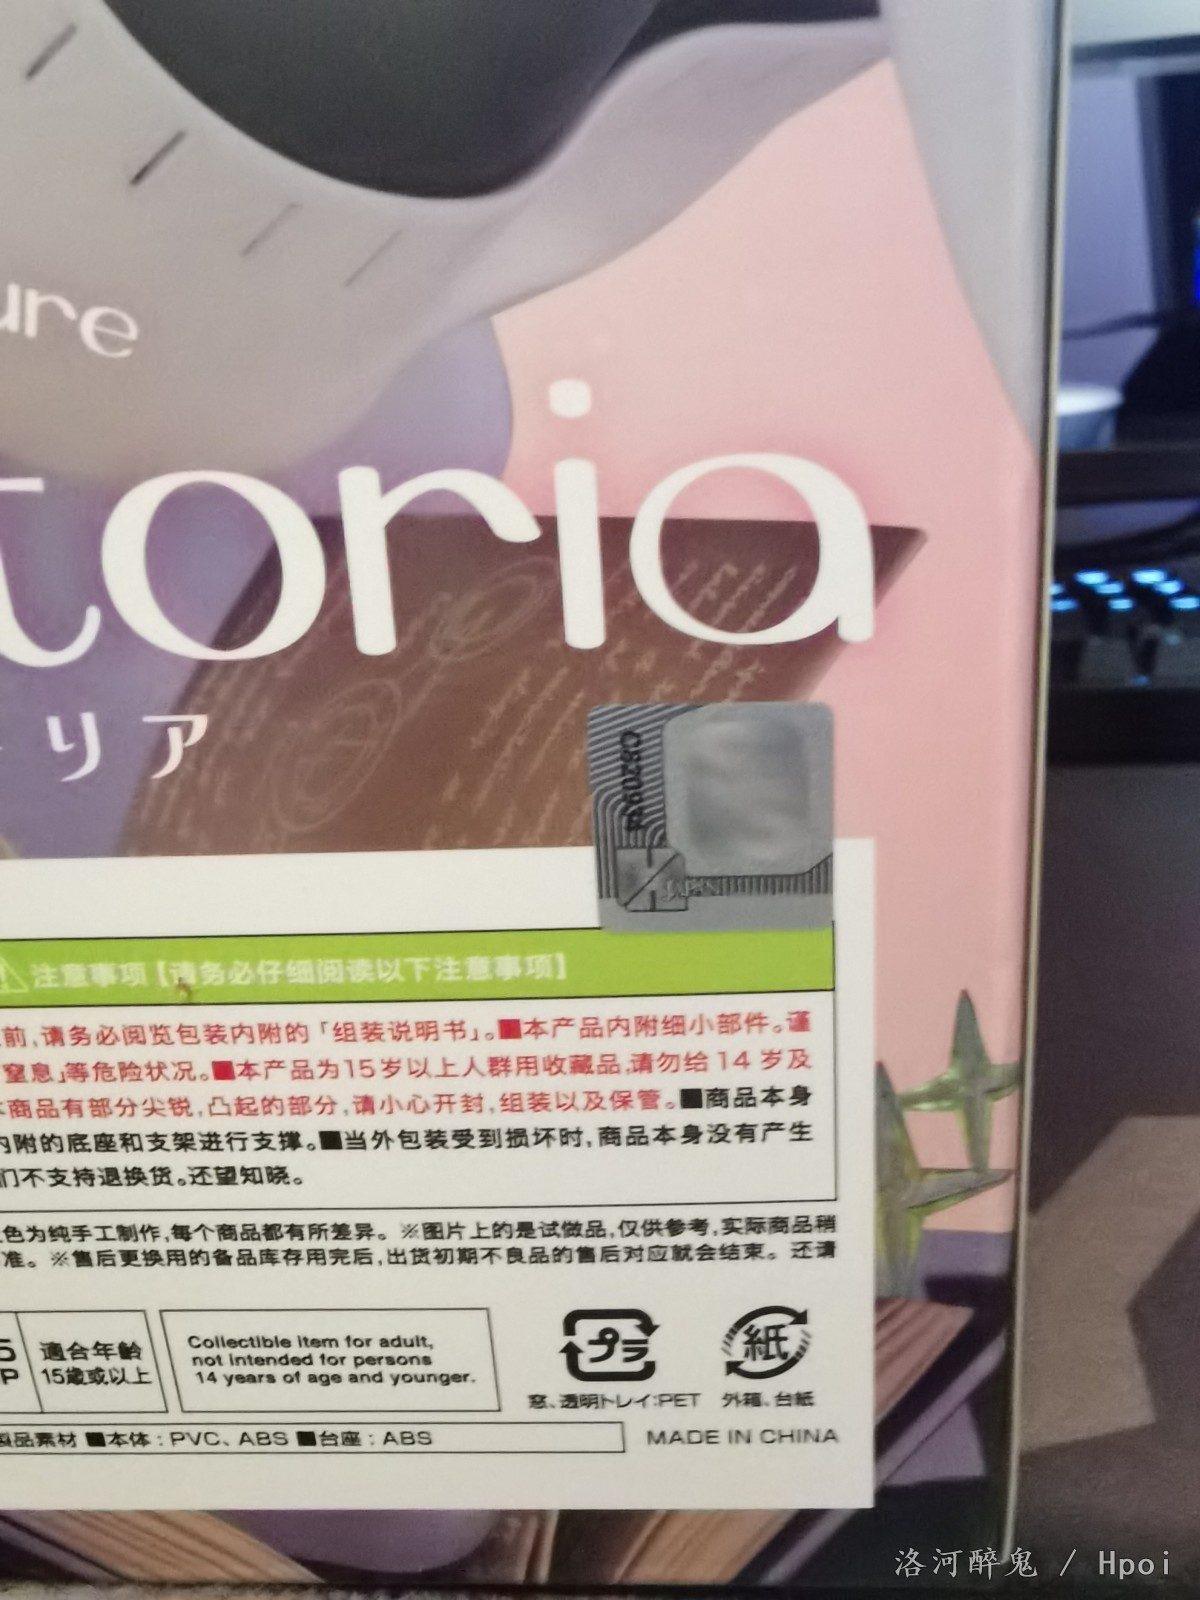 ure
toria
リア
注意事项【请务必仔细阅读以下注意事项】
前,请务必阅览包装内附的「组装说明书」。■本产品内附细小部件。谨
窒息」等危险状况。■本产品为15岁以上人群用收藏品,请勿给14岁及
本商品有部分尖锐,凸起的部分,请小心开封,组装以及保管。■商品本身
内附的底座和支架进行支撑。■当外包装受到损坏时,商品本身没有产生
们不支持退换货。还望知晓。
色为纯手工制作,每个商品都有所差异。※图片上的是试做品,仅供参考,实际商品稍
准。※售后更换用的备品库存用完后,出货初期不良品的售后对应就会结束。还请
適合年齡
15歲或以上
Collectible item for adult,
not intended for persons
14 years of age and younger.
プラ
紙
窓、透明トレイ:PET
外箱、台紙
製品素材 ■本体：PVC、ABS ■台座：ABS
MADE IN CHINA
洛河醉鬼 / Hpoi